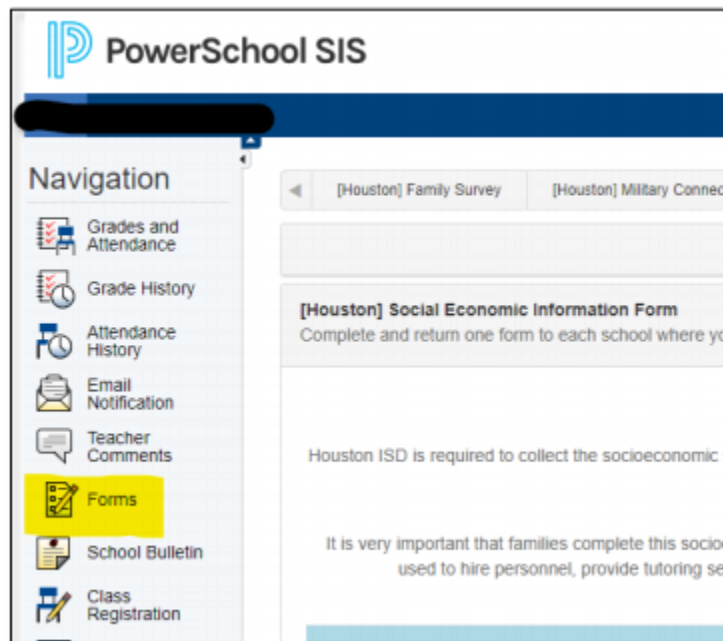 PowerSchool SIS
Navigation
Grades and
Attendance
Grade History
Attendance
History
Email
Notification
Teacher
Comments
Forms
School Bulletin
Class
Registration
[Houston] Family Survey
[Houston] Military Connec
[Houston] Social Economic Information Form
Complete and return one form to each school where yo
Houston ISD is required to collect the socioeconomic
It is very important that families complete this socio
used to hire personnel, provide tutoring se